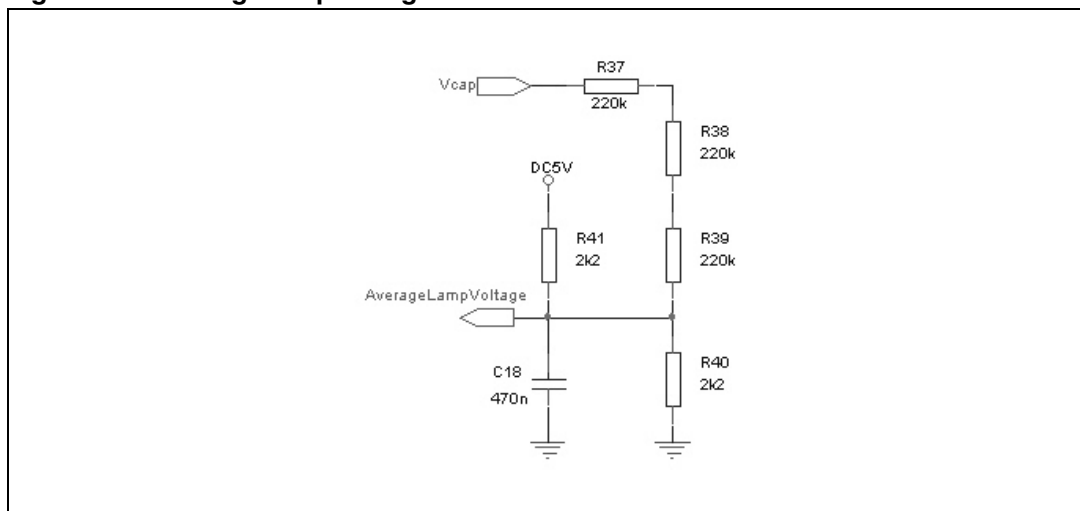 Vcap
R37
220k
R38
220k
DC5V
R41
2k2
R39
220k
AverageLampVoltage
C18
470n
R40
2k2